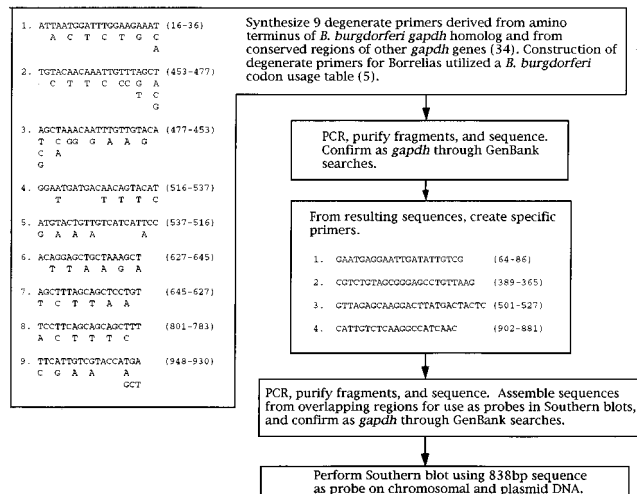 1. ATTAATGGATTTGGAAGAAAT (16-36)
A C T C T G C
A
2. TGTACAACAAATTGTTTAGCT (453-477)
C T T C CC G A
T C
G
3. AGCTAAACAATTTGTTGTACA (477-453)
T C GG G A A G
C A
G
4. GGAATGATGACAACAGTACAT (516-537)
T T T T C
5. ATGTACTGTTGTCATCATTCC (537-516)
G A A A A
6. ACAGGAGCTGCTAAAGCT (627-645)
T T A A G A
7. AGCTTTAGCAGCTCCTGT (645-627)
T C T T A A
8. TCCTTCAGCAGCAGCTTT (801-783)
A C T T T C
9. TTCATTGTCGTACCATGA (948-930)
C G A A A
GCT
Synthesize 9 degenerate primers derived from amino
terminus of B. burgdorferi gapdh homolog and from
conserved regions of other gapdh genes (34). Construction of
degenerate primers for Borrelias utilized a B. burgdorferi
codon usage table (5).
PCR, purify fragments, and sequence.
Confirm as gapdh through GenBank
searches.
From resulting sequences, create specific
primers.
1. GAATGAGGAATTGATATTGTCG (64-86)
2. CGTCTGTAGCGGGAGCCTGTTAAG (389-365)
3. GTTAGAGCAAGGACTTATGACTACTC (501-527)
4. CATTGTCTCAAGGCCATCAAC (902-881)
PCR, purify fragments, and sequence. Assemble sequences
from overlapping regions for use as probes in Southern blots,
and confirm as gapdh through GenBank searches.
Perform Southern blot using 838bp sequence
as probe on chromosomal and plasmid DNA.